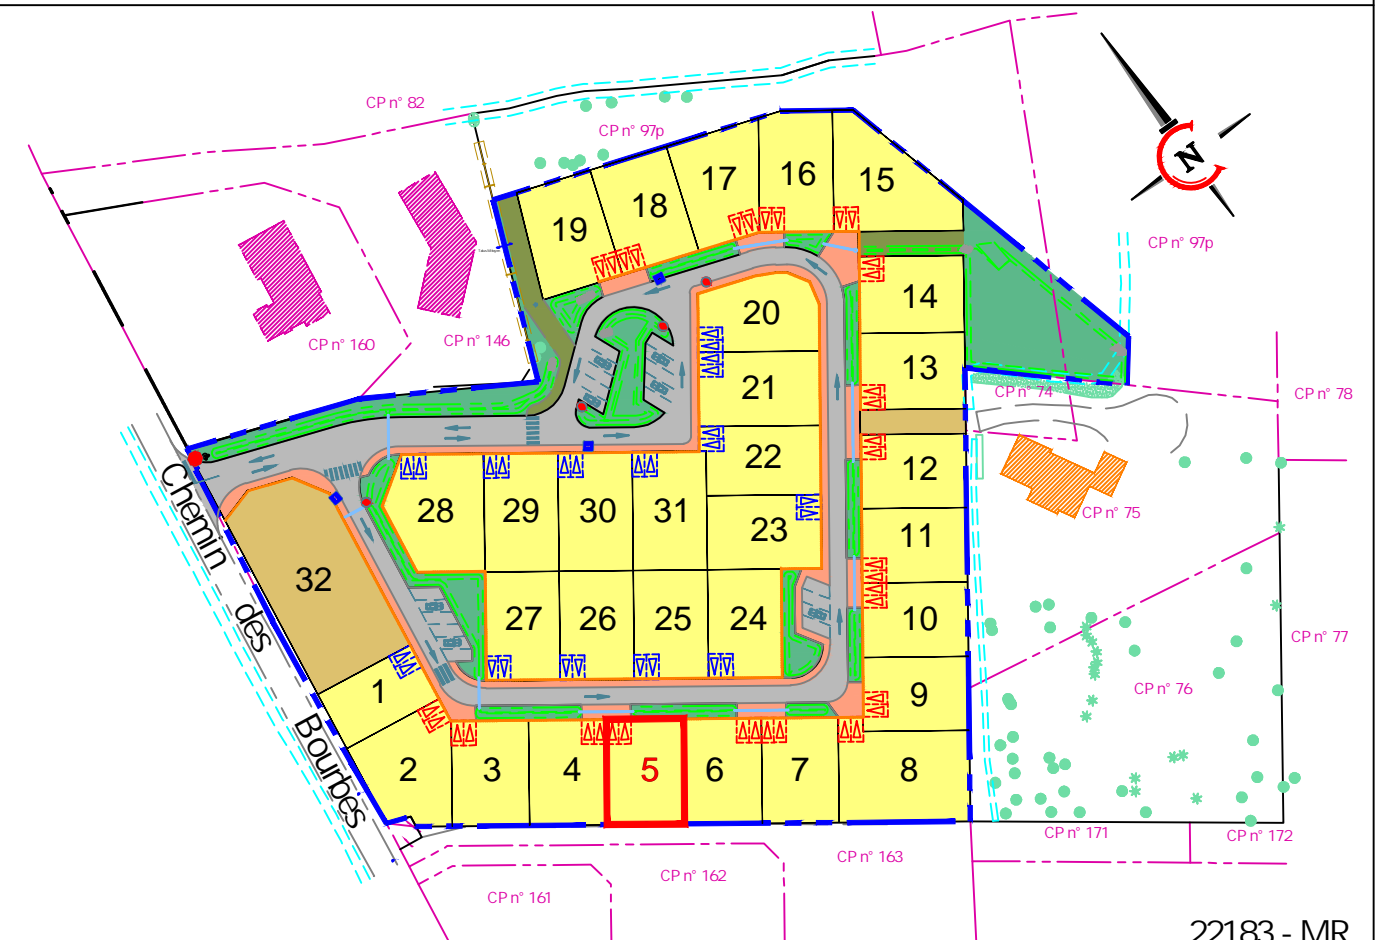 CP n° 82
CP n° 97p
N
17
16
15
18
19
CP n° 97p
14
20
CP n° 160
CP n° 146
13
21
CP n° 74
CP n° 78
22
12
28
29
30
31
CP n° 75
23
11
Chemin des Bourbes
32
27
26
25
24
10
CP n° 77
1
9
CP n° 76
2
3
4
5
6
7
8
CP n° 171
CP n° 172
CP n° 163
CP n° 162
CP n° 161
22183 - MR